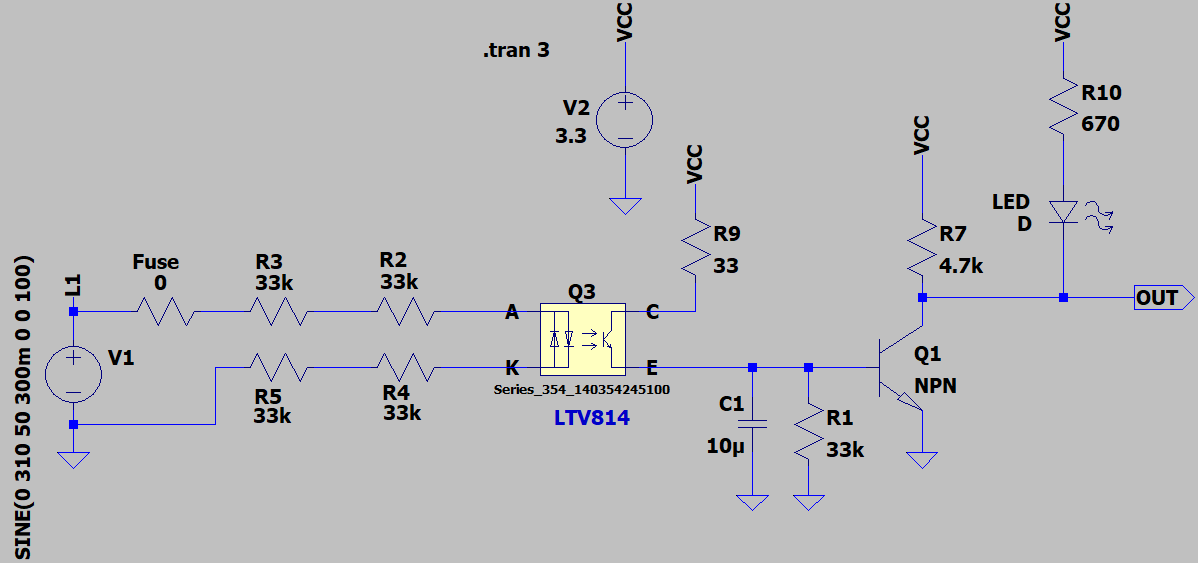 .tran 3
VCC
V2
3.3
VCC
R10
670
VCC
VCC
LED
D
R9
33
R7
4.7k
SINE(0 310 50 300m 0 0 100)
L1
Fuse
0
R3
33k
R2
33k
Q3
A
C
K
E
OUT
V1
R5
33k
R4
33k
Series_354_140354245100
LTV814
C1
10µ
R1
33k
Q1
NPN